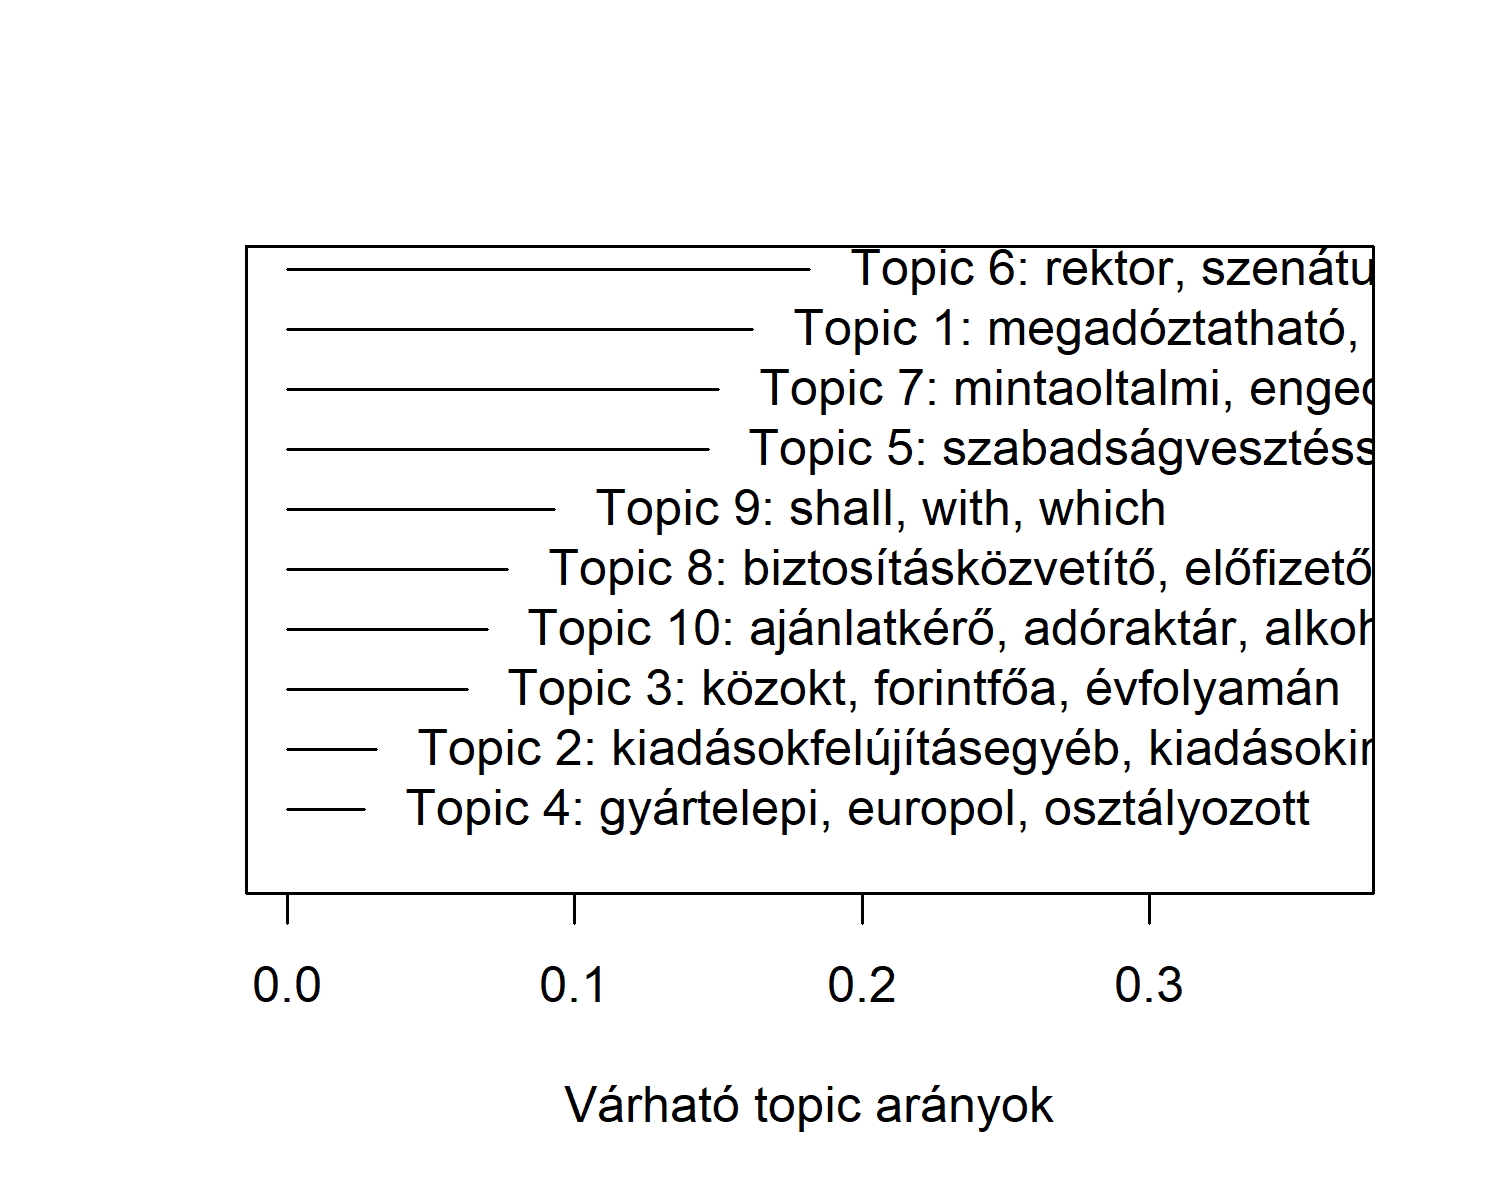 Topic 6: rektor, szenátu
Topic 1: megadóztatható,
Topic 7: mintaoltalmi,
Topic 5: szabadságvesztéss
Topic 9: shall, with, which
Topic 8: biztosításközvetítő, előfizető
Topic 10: ajánlatkérő, adóraktár, alkoh
Topic 3: közokt, forintfőa, évfolyamán
Topic 2: kiadásokfelújításegyéb,
Topic 4: gyártelepi, europol, osztályozott
0.0 0.1 0.2 0.3
Várható topic arányok